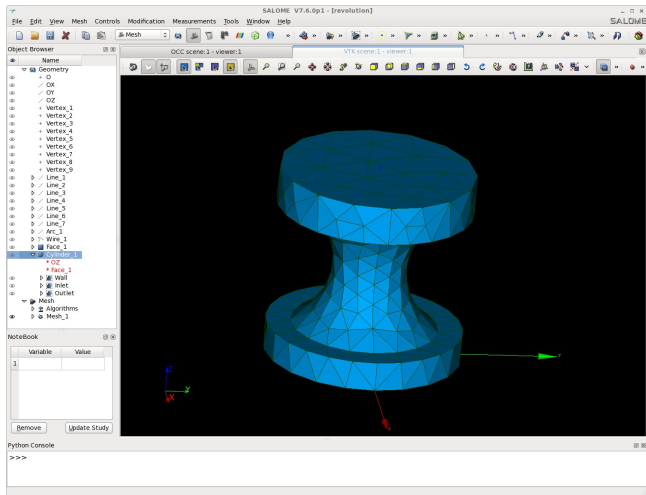 SALOME V7.6.0p1 - [revolution]
File Edit View Mesh Controls Modification Measurements Tools Window Help
SALOME
Mesh
Object Browser
OCC scene:1 - viewer:1
VTK scene:1 - viewer:1
Name
Geometry
O
OX
OY
OZ
Vertex_1
Vertex_2
Vertex_3
Vertex_4
Vertex_5
Vertex_6
Vertex_7
Vertex_8
Vertex_9
Line_1
Line_2
Line_3
Line_4
Line_5
Line_6
Line_7
Arc_1
Wire_1
Face_1
Cylinder_1
* OZ
* Face_1
Wall
Inlet
Outlet
Mesh
Algorithms
Mesh_1
NoteBook
Variable Value
1
Remove Update Study
Z
Y
X
Y
Python Console
>>>